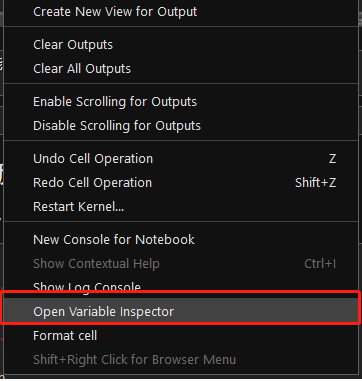 Create New View for Output
Clear Outputs
Clear All Outputs
Enable Scrolling for Outputs
Disable Scrolling for Outputs
Undo Cell Operation Z
Redo Cell Operation Shift+Z
Restart Kernel...
New Console for Notebook
Show Contextual Help Ctrl+I
Show Log Console
Open Variable Inspector
Format cell
Shift+Right Click for Browser Menu